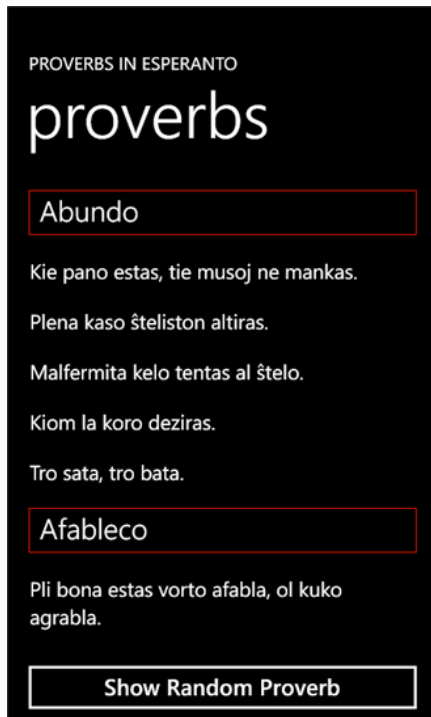 PROVERBS IN ESPERANTO
proverbs
Abundo
Kie pano estas, tie musoj ne mankas.
Plena kaso ŝteliston altiras.
Malfermita kelo tentas al ŝtelo.
Kiom la koro deziras.
Tro sata, tro bata.
Afableco
Pli bona estas vorto afabla, ol kuko
agrabla.
Show Random Proverb